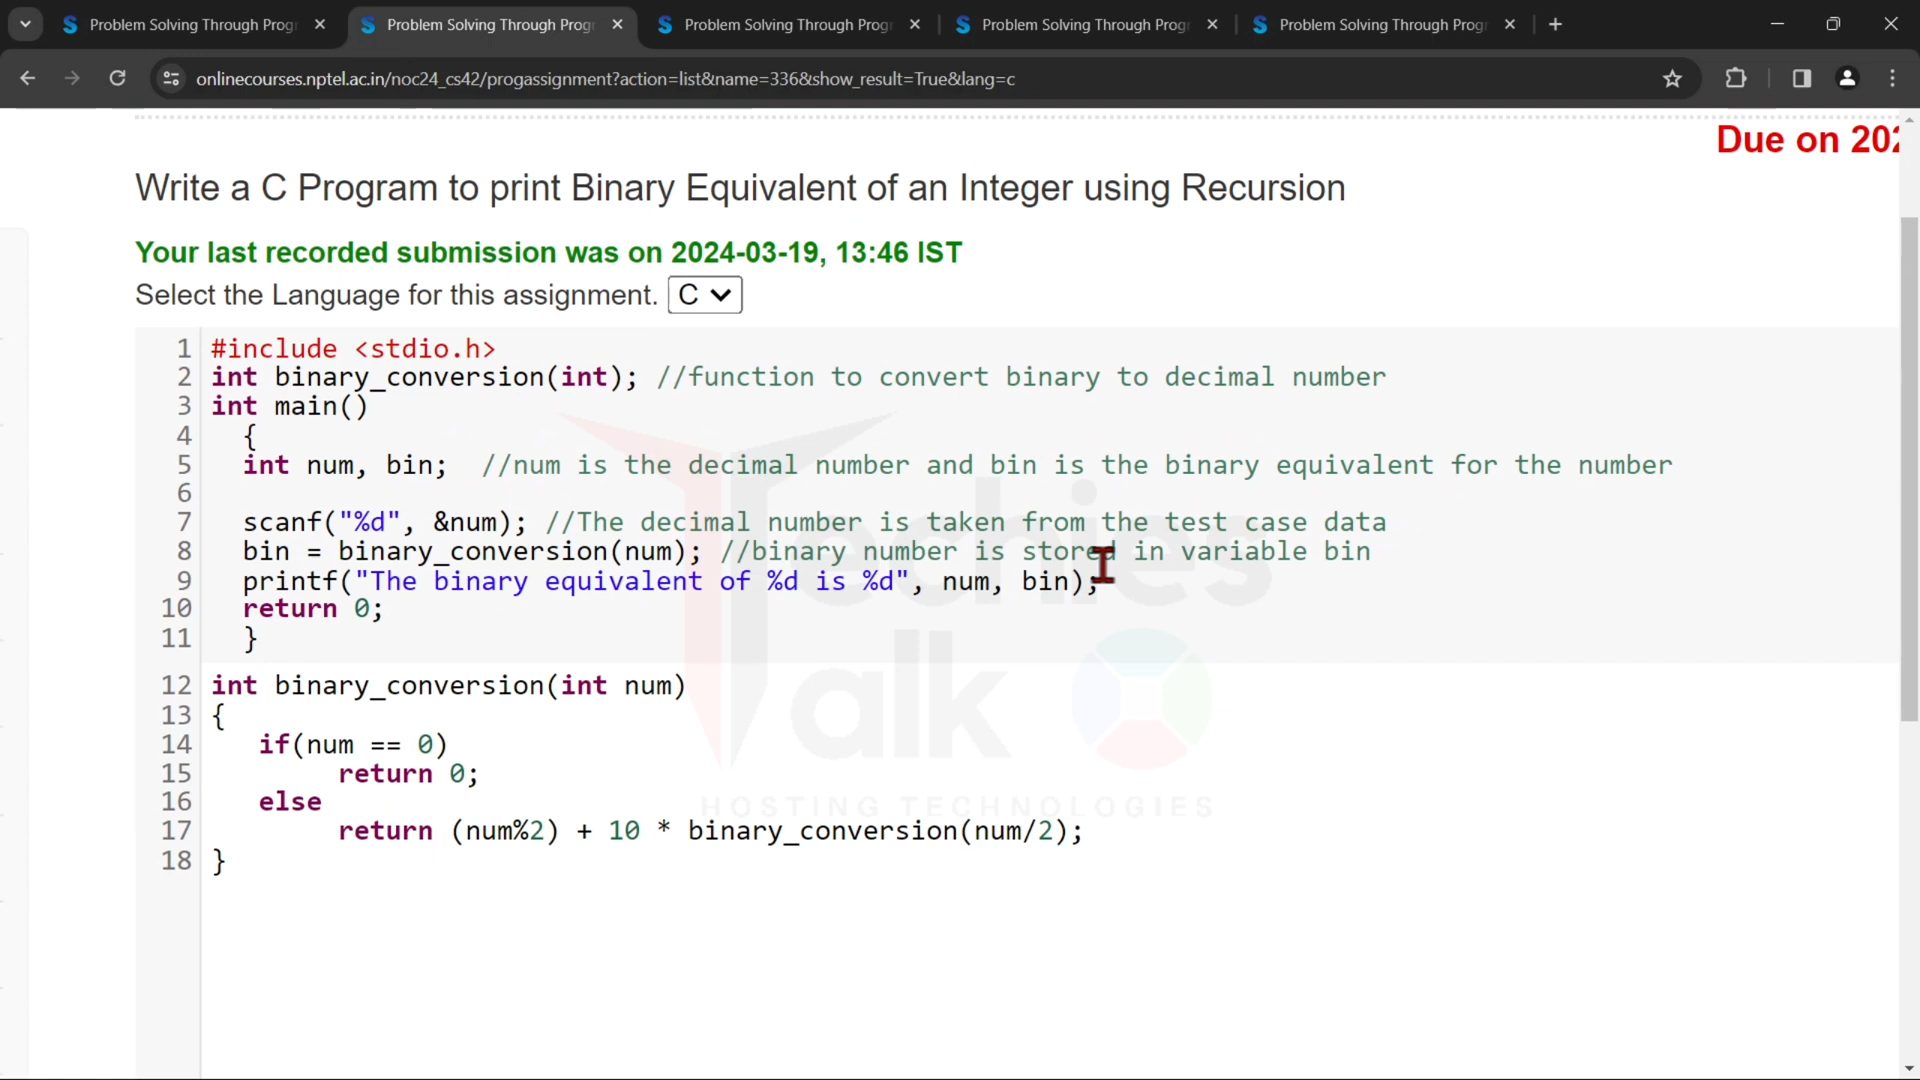 Problem Solving Through Progr
Problem Solving Through Progr
Problem Solving Through Progr
Problem Solving Through Progr
Problem Solving Through Progr
onlinecourses.nptel.ac.in/noc24_cs42/progassignment?action=list&name=336&show_result=True&lang=c
Due on 202
Write a C Program to print Binary Equivalent of an Integer using Recursion
Your last recorded submission was on 2024-03-19, 13:46 IST
Select the Language for this assignment. C
1 #include <stdio.h>
2 int binary_conversion(int); //function to convert binary to decimal number
3 int main()
4 {
5 int num, bin; //num is the decimal number and bin is the binary equivalent for the number
6
7 scanf("%d", &num); //The decimal number is taken from the test case data
8 bin = binary_conversion(num); //binary number is stored in variable bin
9 printf("The binary equivalent of %d is %d", num, bin);
10 return 0;
11 }
12 int binary_conversion(int num)
13 {
14 if(num == 0)
15 return 0;
16 else
17 return (num%2) + 10 * binary_conversion(num/2);
18 }
Techies
Talk
HOSTING TECHNOLOGIES